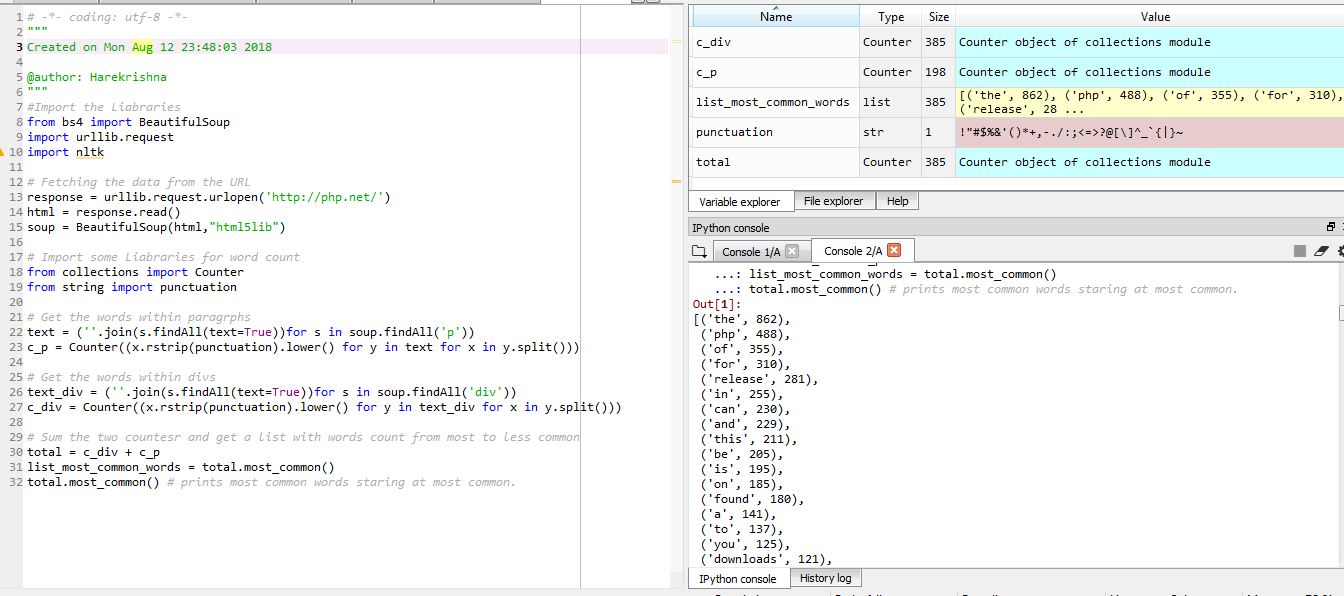 1 # -*- coding: utf-8 -*-
2 """
3 Created on Mon Aug 12 23:48:03 2018
4
5 @author: Harekrishna
6 """
7 #Import the Liabraries
8 from bs4 import BeautifulSoup
9 import urllib.request
10 import nltk
11
12 # Fetching the data from the URL
13 response = urllib.request.urlopen('http://php.net/')
14 html = response.read()
15 soup = BeautifulSoup(html,"html5lib")
16
17 # Import some Liabraries for word count
18 from collections import Counter
19 from string import punctuation
20
21 # Get the words within paragrphs
22 text = (''.join(s.findAll(text=True))for s in soup.findAll('p'))
23 c_p = Counter((x.rstrip(punctuation).lower() for y in text for x in y.split()))
24
25 # Get the words within divs
26 text_div = (''.join(s.findAll(text=True))for s in soup.findAll('div'))
27 c_div = Counter((x.rstrip(punctuation).lower() for y in text_div for x in y.split()))
28
29 # Sum the two countesr and get a list with words count from most to less common
30 total = c_div + c_p
31 list_most_common_words = total.most_common()
32 total.most_common() # prints most common words staring at most common.
Name Type Size Value
c_div Counter 385 Counter object of collections module
c_p Counter 198 Counter object of collections module
list_most_common_words list 385 [('the', 862), ('php', 488), ('of', 355), ('for', 310),
('release', 28 ...
punctuation str 1 !"#$%&'()*+,-./:;<=>?@[\]^_`{|}~
total Counter 385 Counter object of collections module
Variable explorer File explorer Help
IPython console
Console 1/A Console 2/A
...: list_most_common_words = total.most_common()
...: total.most_common() # prints most common words staring at most common.
Out[1]:
[('the', 862),
('php', 488),
('of', 355),
('for', 310),
('release', 281),
('in', 255),
('can', 230),
('and', 229),
('this', 211),
('be', 205),
('is', 195),
('on', 185),
('found', 180),
('a', 141),
('to', 137),
('you', 125),
('downloads', 121),
IPython console History log